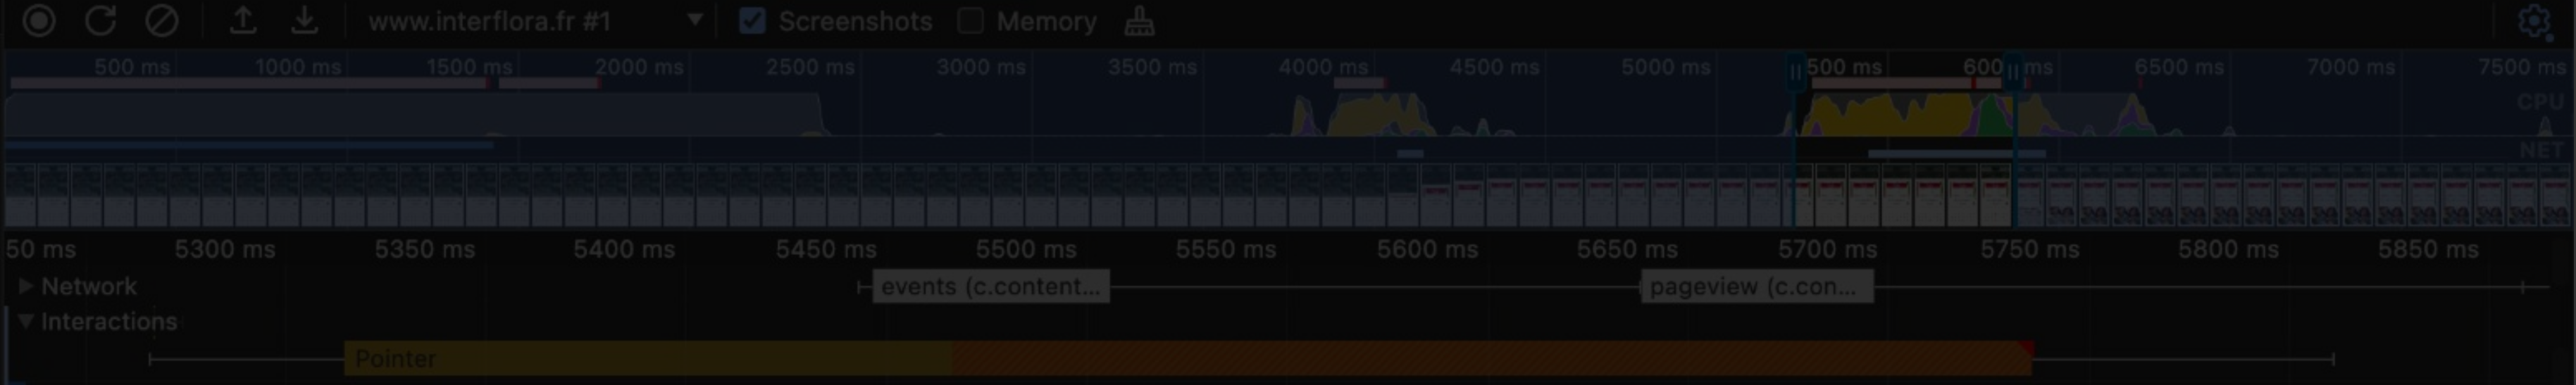 www.interflora.fr #1 Screenshots Memory
500 ms 1000 ms 1500 ms 2000 ms 2500 ms 3000 ms 3500 ms 4000 ms 4500 ms 5000 ms 500 ms 600 ms 6500 ms 7000 ms 7500 ms
CPU
NET
50 ms 5300 ms 5350 ms 5400 ms 5450 ms 5500 ms 5550 ms 5600 ms 5650 ms 5700 ms 5750 ms 5800 ms 5850 ms
Network events (c.content... pageview (c.con...
Interactions
Pointer